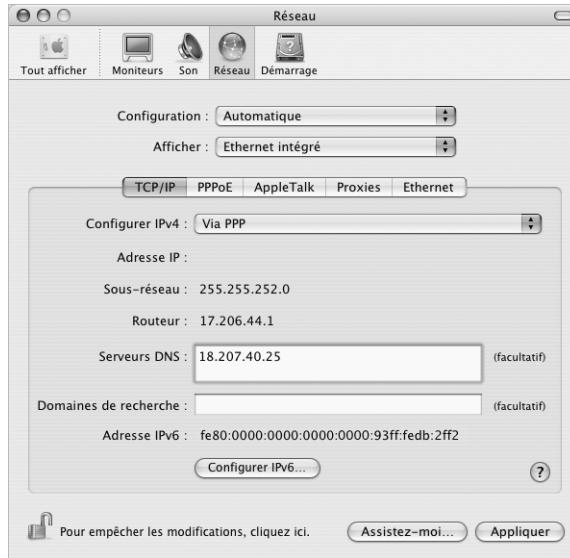 Réseau
Tout afficher Moniteurs Son Réseau Démarrage
Configuration : Automatique
Afficher : Ethernet intégré
TCP/IP PPPoE AppleTalk Proxies Ethernet
Configurer IPv4 : Via PPP
Adresse IP :
Sous-réseau : 255.255.252.0
Routeur : 17.206.44.1
Serveurs DNS : 18.207.40.25 (facultatif)
Domaines de recherche : (facultatif)
Adresse IPv6 : fe80:0000:0000:0000:0000:93ff:fedb:2ff2
Configurer IPv6... ?
Pour empêcher les modifications, cliquez ici. Assistez-moi... Appliquer